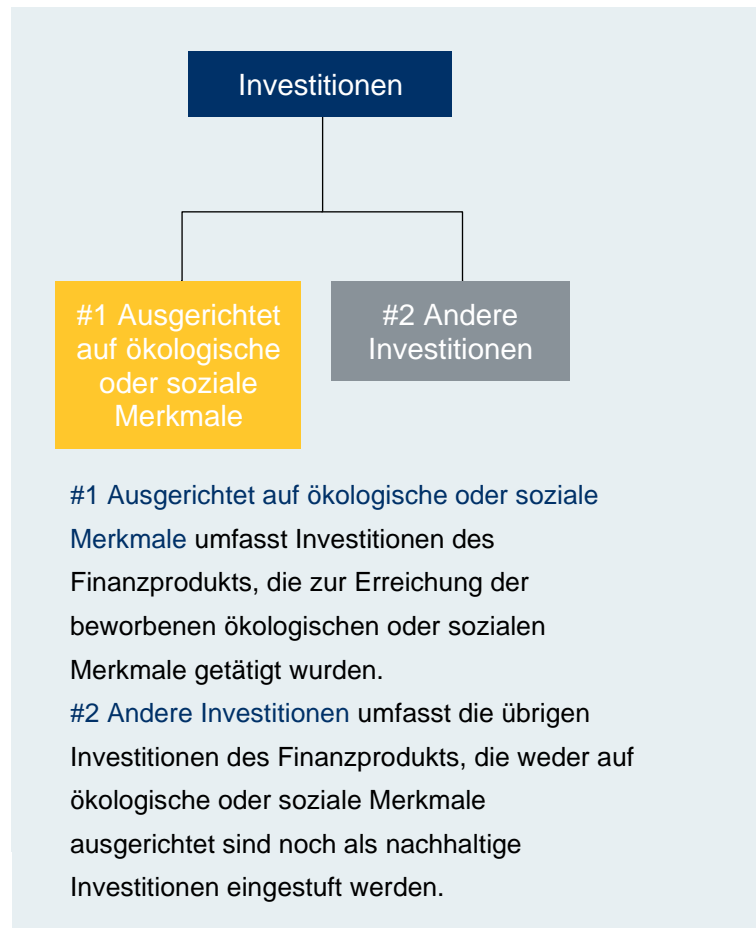 Investitionen
#1 Ausgerichtet
auf ökologische
oder soziale
Merkmale
#2 Andere
Investitionen
#1 Ausgerichtet auf ökologische oder soziale
Merkmale umfasst Investitionen des
Finanzprodukts, die zur Erreichung der
beworbenen ökologischen oder sozialen
Merkmale getätigt wurden.
#2 Andere Investitionen umfasst die übrigen
Investitionen des Finanzprodukts, die weder auf
ökologische oder soziale Merkmale
ausgerichtet sind noch als nachhaltige
Investitionen eingestuft werden.